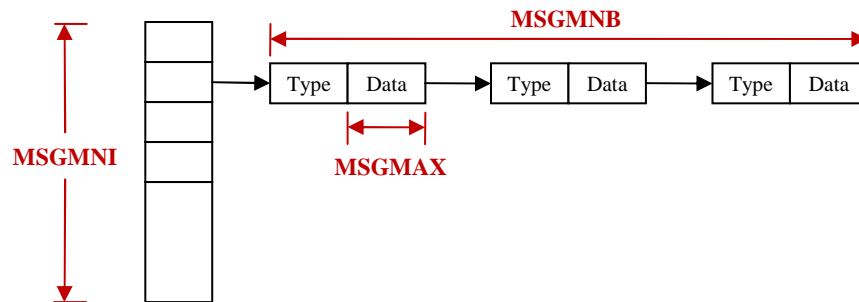 MSGMNB
Type Data Type Data Type Data
MSGMNI
MSGMAX